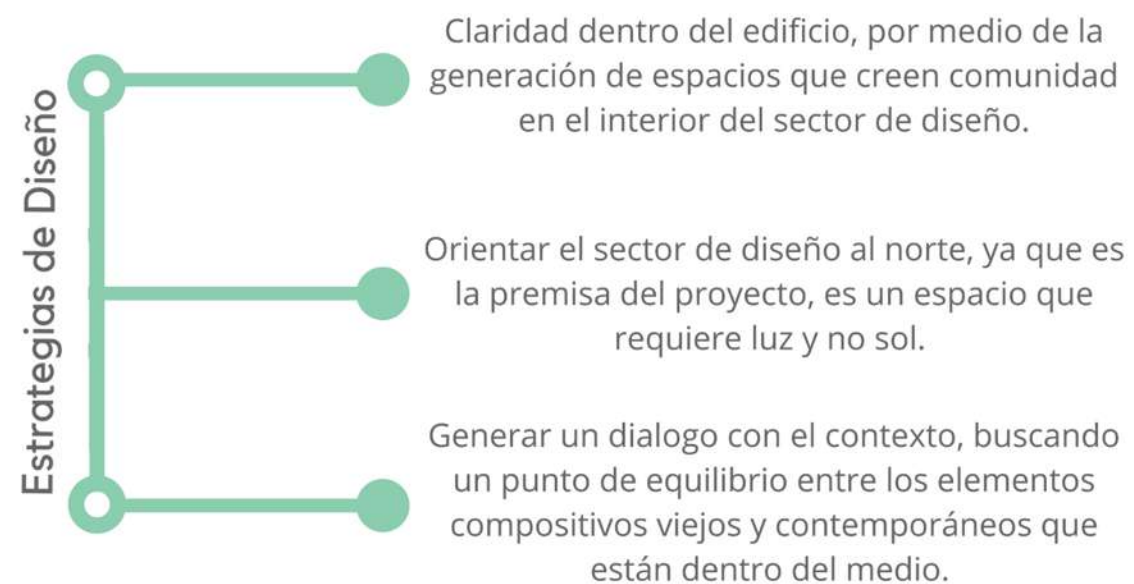 Estrategias de Diseño
Claridad dentro del edificio, por medio de la
generación de espacios que creen comunidad
en el interior del sector de diseño.
Orientar el sector de diseño al norte, ya que es
la premisa del proyecto, es un espacio que
requiere luz y no sol.
Generar un dialogo con el contexto, buscando
un punto de equilibrio entre los elementos
compositivos viejos y contemporáneos que
están dentro del medio.